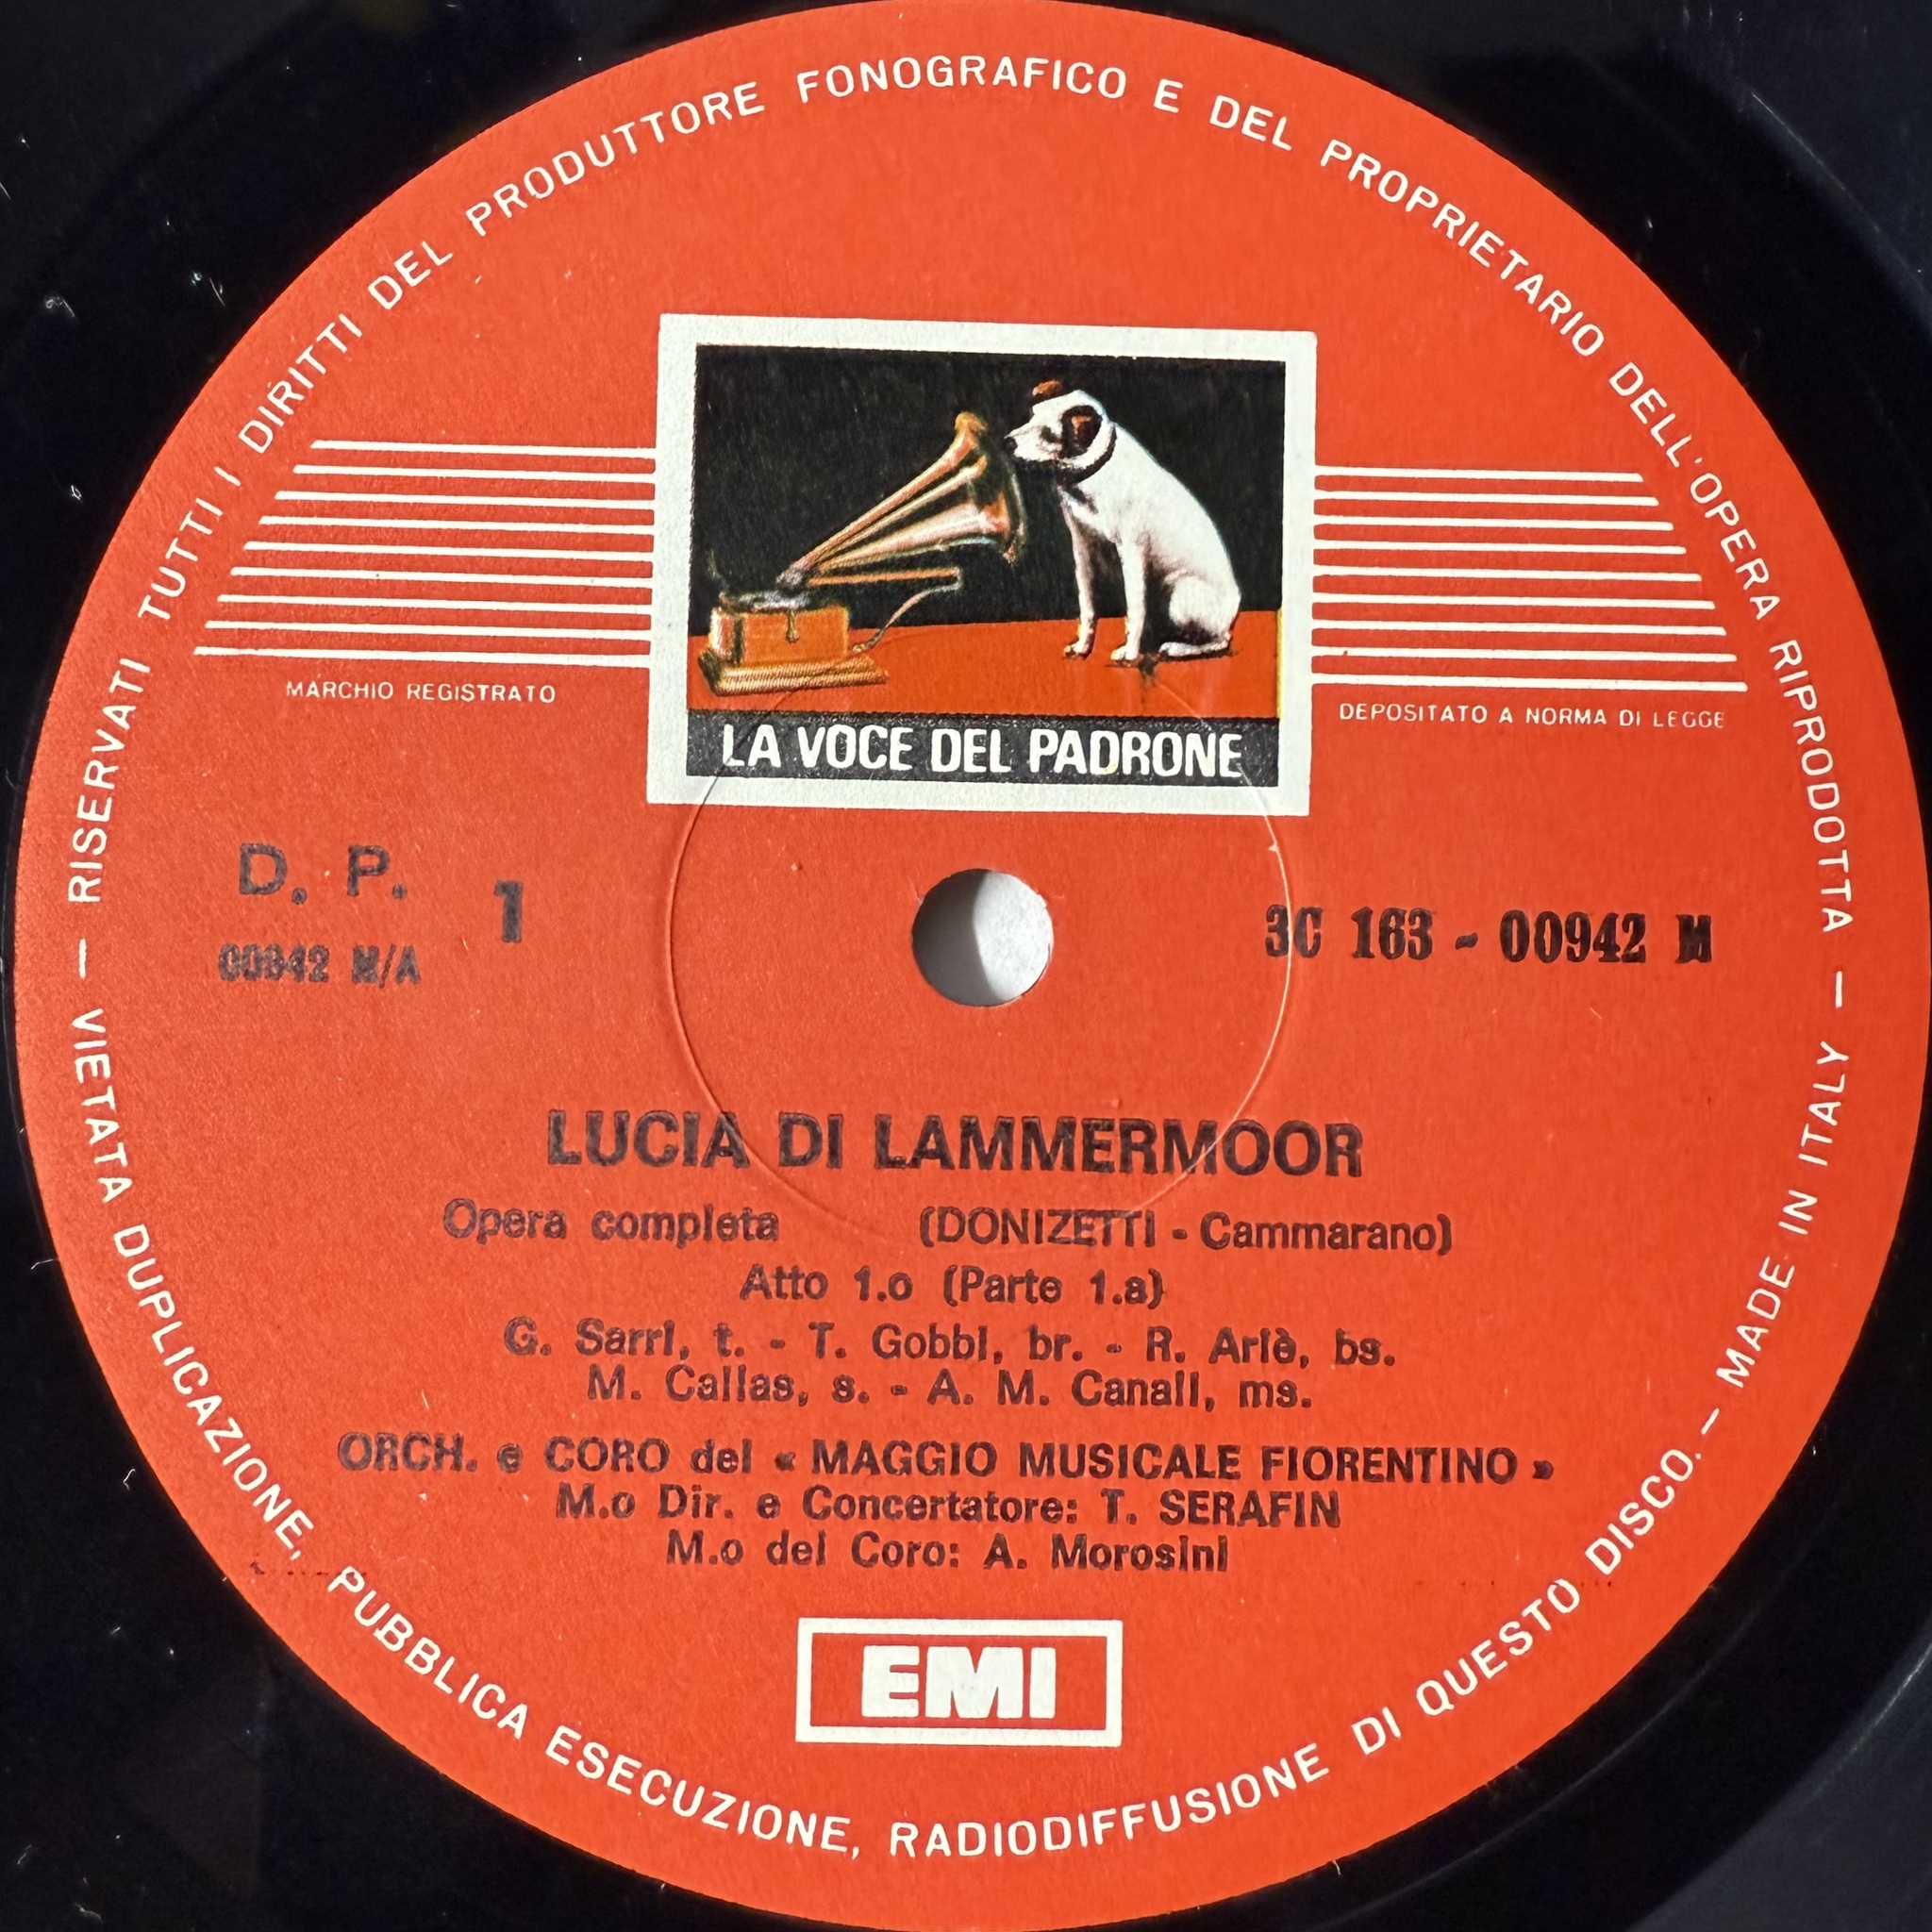 RISERVATI TUTTI I DIRITTI DEL PRODUTTORE FONOGRAFICO E DEL PROPRIETARIO DELL'OPERA RIPRODOTTA —
MARCHIO REGISTRATO
DEPOSITATO A NORMA DI LEGGE
LA VOCE DEL PADRONE
D. P.
1
00942 M/A
3C 163 - 00942 M
LUCIA DI LAMMERMOOR
Opera completa (DONIZETTI - Cammarano)
Atto 1.o (Parte 1.a)
G. Sarri, t. - T. Gobbi, br. - R. Ariè, bs.
M. Callas, s. - A. M. Canali, ms.
ORCH. e CORO del « MAGGIO MUSICALE FIORENTINO »
M.o Dir. e Concertatore: T. SERAFIN
M.o del Coro: A. Morosini
EMI
— VIETATA DUPLICAZIONE, PUBBLICA ESECUZIONE, RADIODIFFUSIONE DI QUESTO DISCO. — MADE IN ITALY —